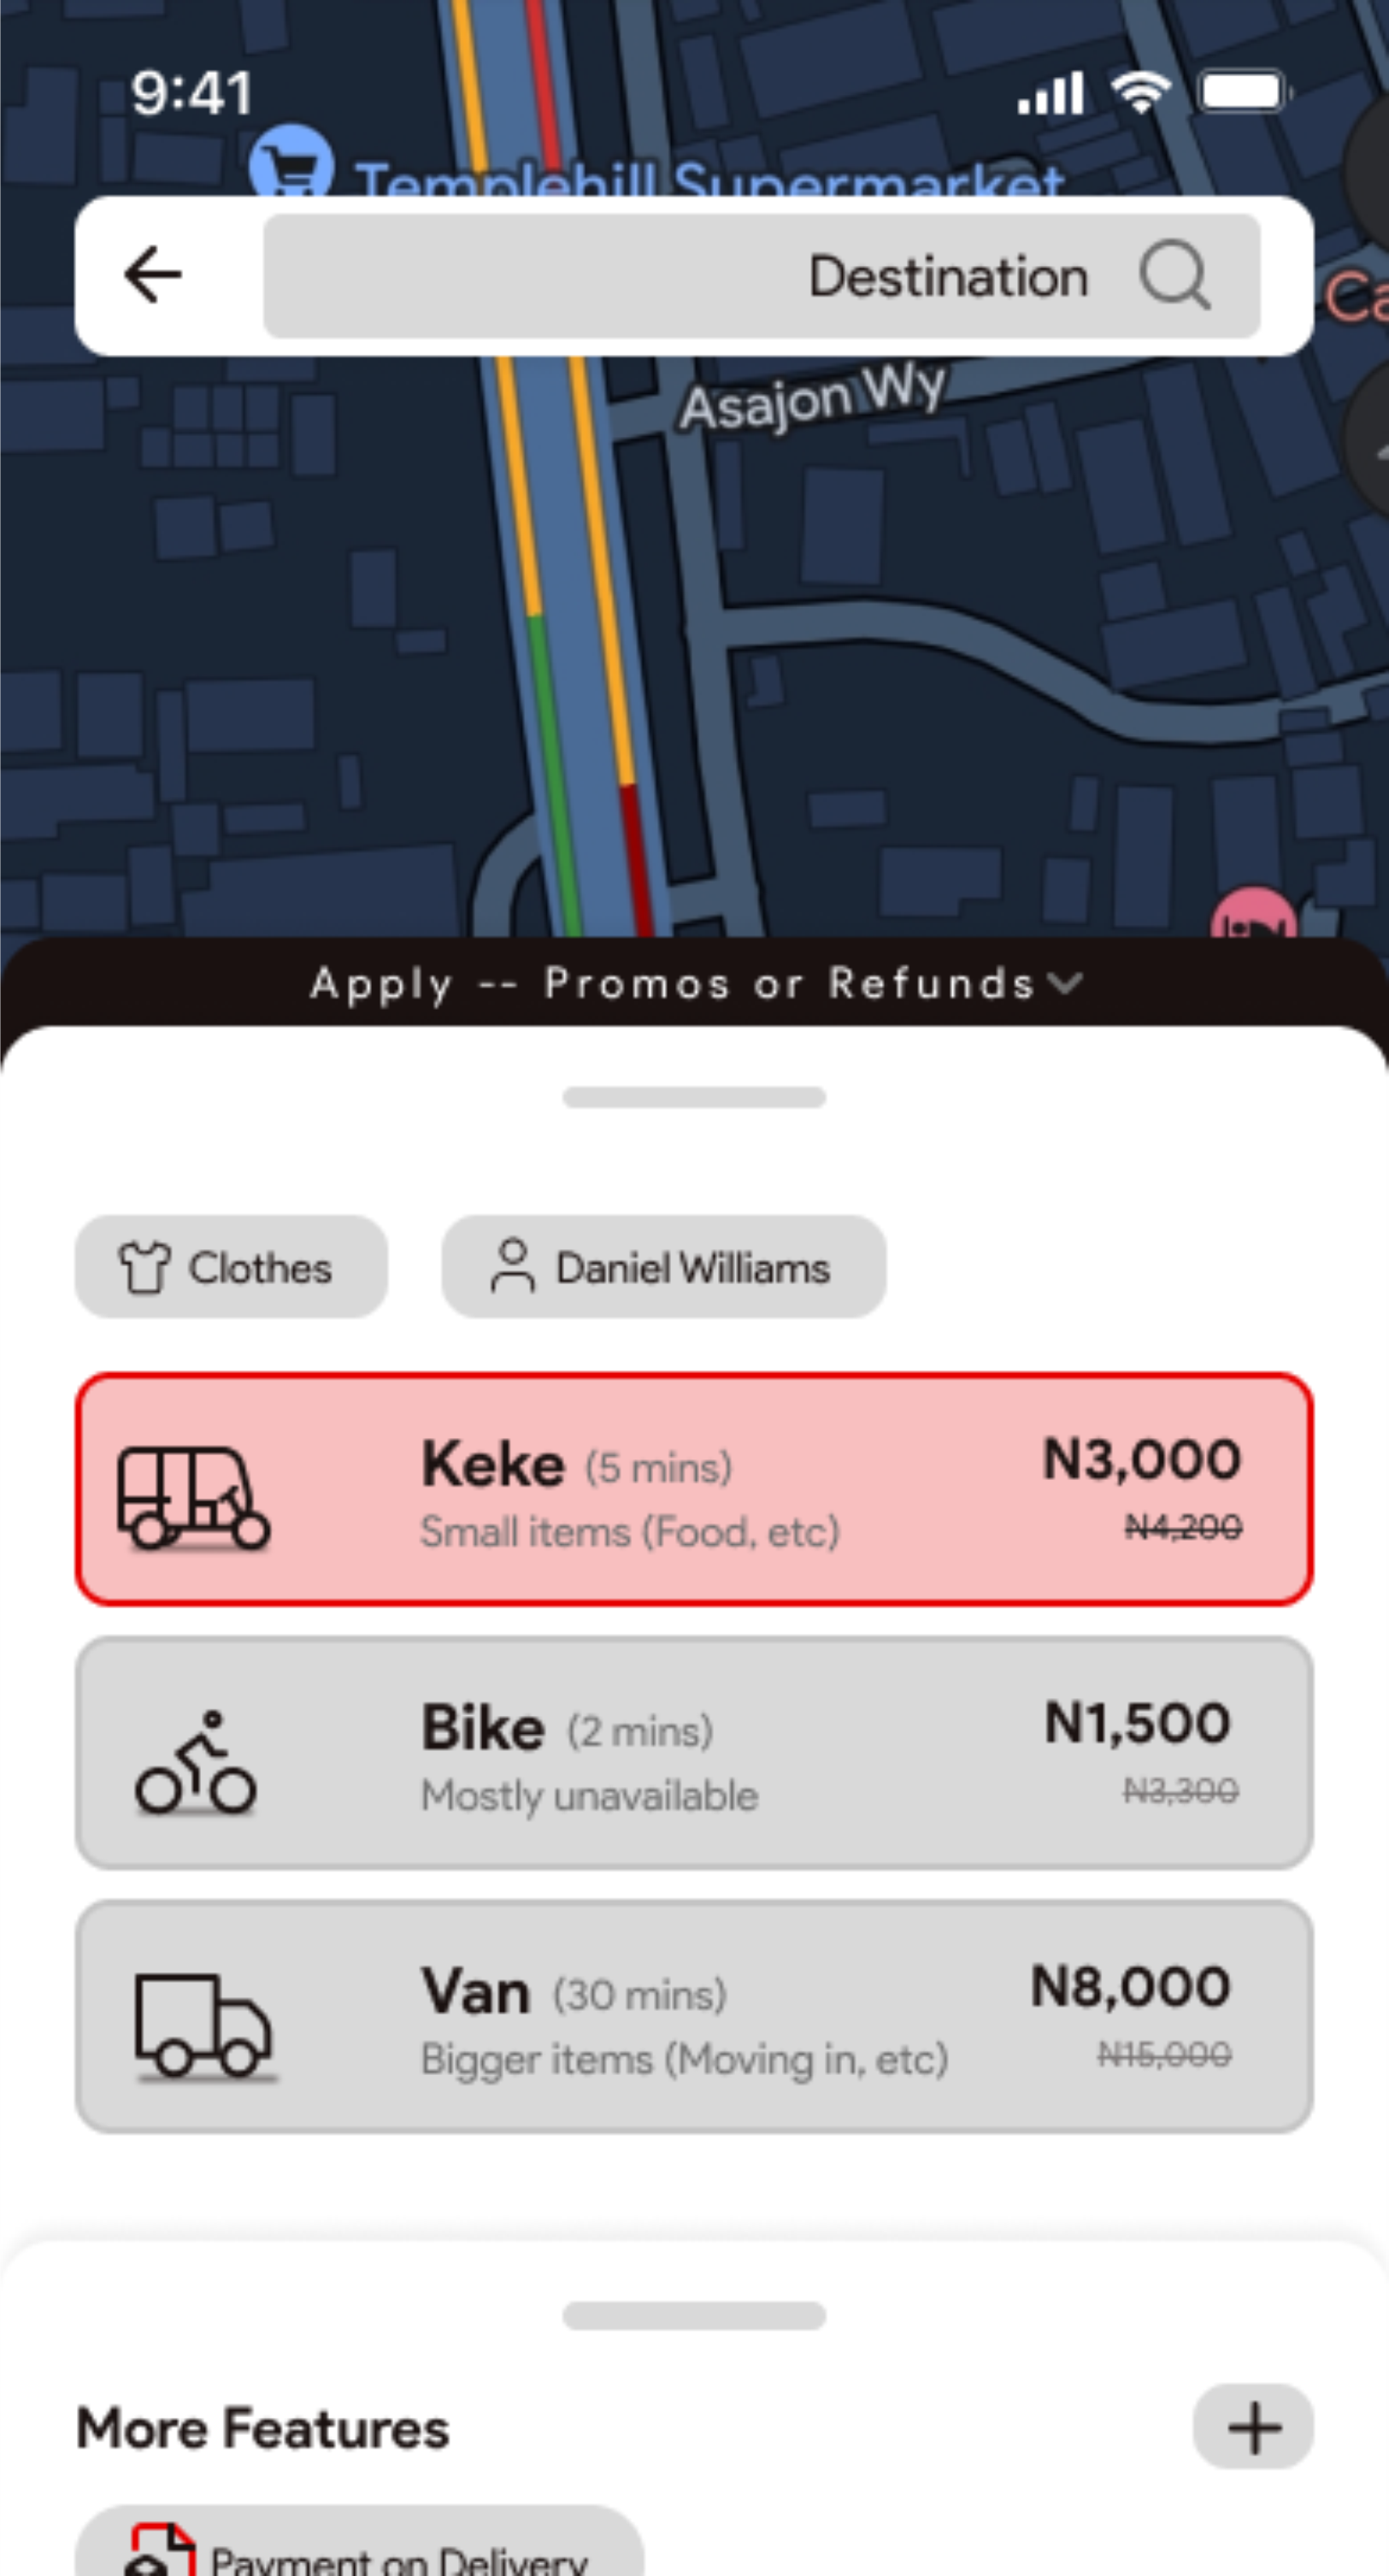 9:41
Templehill Supermarket
Destination
Ca
Asajon Wy
Apply -- Promos or Refunds
Clothes
Daniel Williams
Keke (5 mins)
N3,000
Small items (Food, etc)
N4,200
Bike (2 mins)
N1,500
Mostly unavailable
N3,300
Van (30 mins)
N8,000
Bigger items (Moving in, etc)
N15,000
More Features
Payment on Delivery